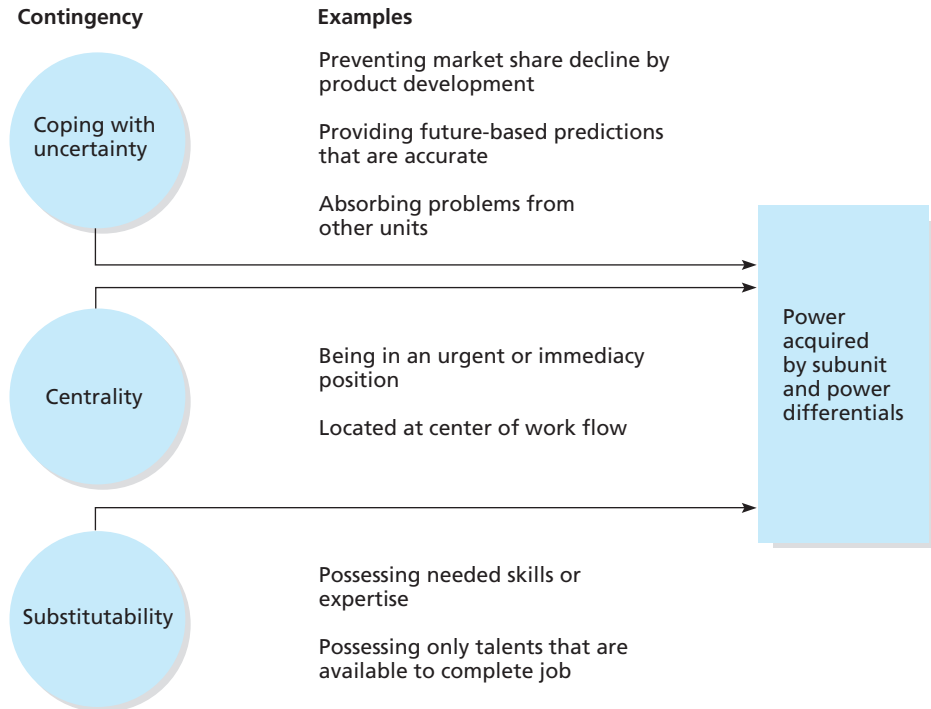 Contingency
Examples
Coping with
uncertainty
Preventing market share decline by
product development
Providing future-based predictions
that are accurate
Absorbing problems from
other units
Centrality
Being in an urgent or immediacy
position
Located at center of work flow
Substitutability
Possessing needed skills or
expertise
Possessing only talents that are
available to complete job
Power
acquired
by subunit
and power
differentials